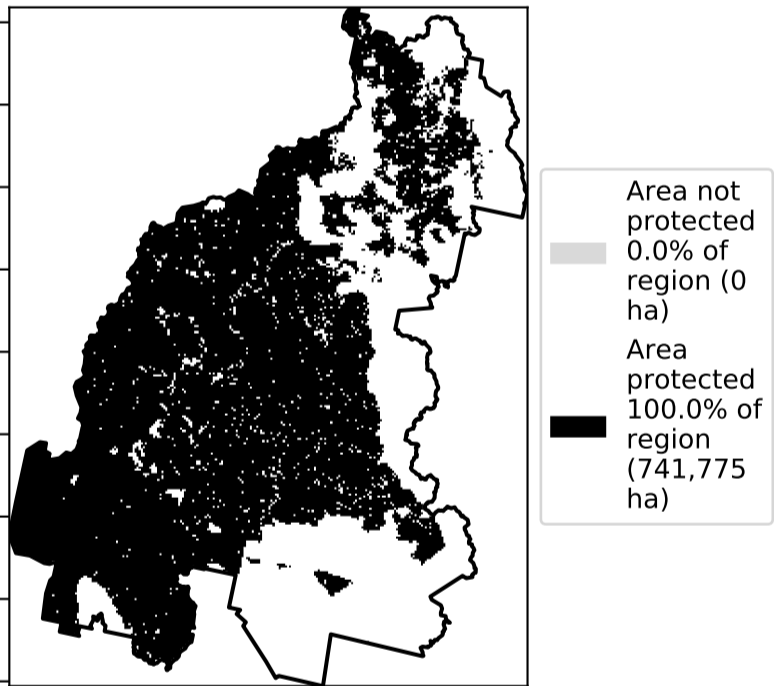 Area not
protected
0.0% of
region (0
ha)
Area
protected
100.0% of
region
(741,775
ha)